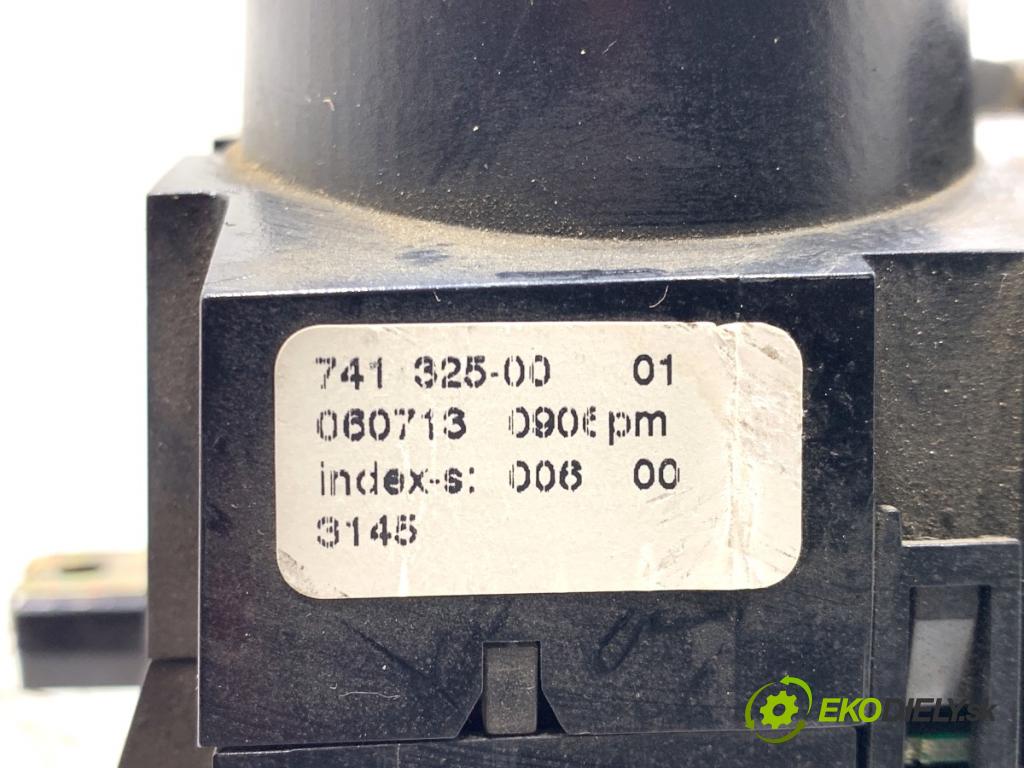 741 325-00 01
060713 0906pm
index-s: 006 00
3145
EKODIELY.sk